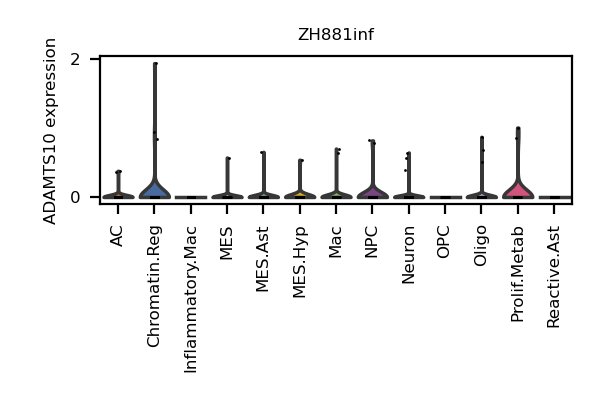 ZH881inf
ADAMTS10 expression
2
0
AC
Chromatin.Reg
Inflammatory.Mac
MES
MES.Ast
MES.Hyp
Mac
NPC
Neuron
OPC
Oligo
Prolif.Metab
Reactive.Ast